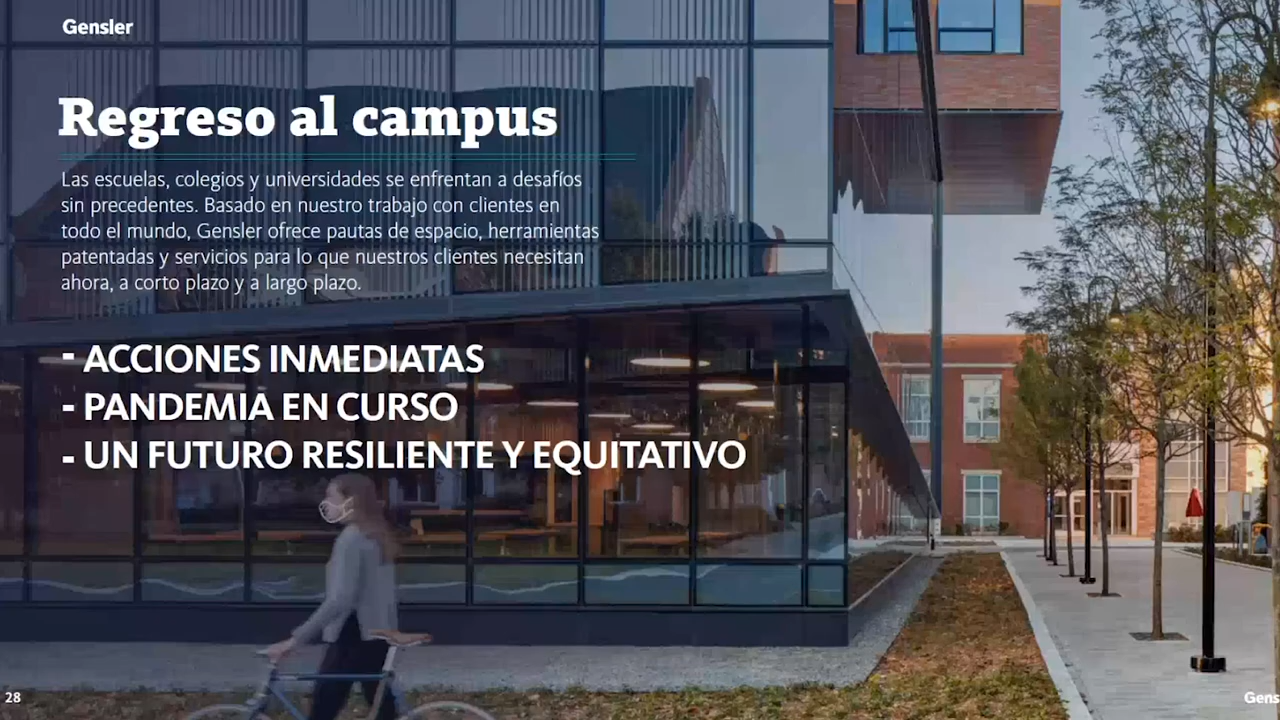 Gensler
Regreso al campus
Las escuelas, colegios y universidades se enfrentan a desafíos
sin precedentes. Basado en nuestro trabajo con clientes en
todo el mundo, Gensler ofrece pautas de espacio, herramientas
patentadas y servicios para lo que nuestros clientes necesitan
ahora, a corto plazo y a largo plazo.
- ACCIONES INMEDIATAS
- PANDEMIA EN CURSO
- UN FUTURO RESILIENTE Y EQUITATIVO
28
Gens